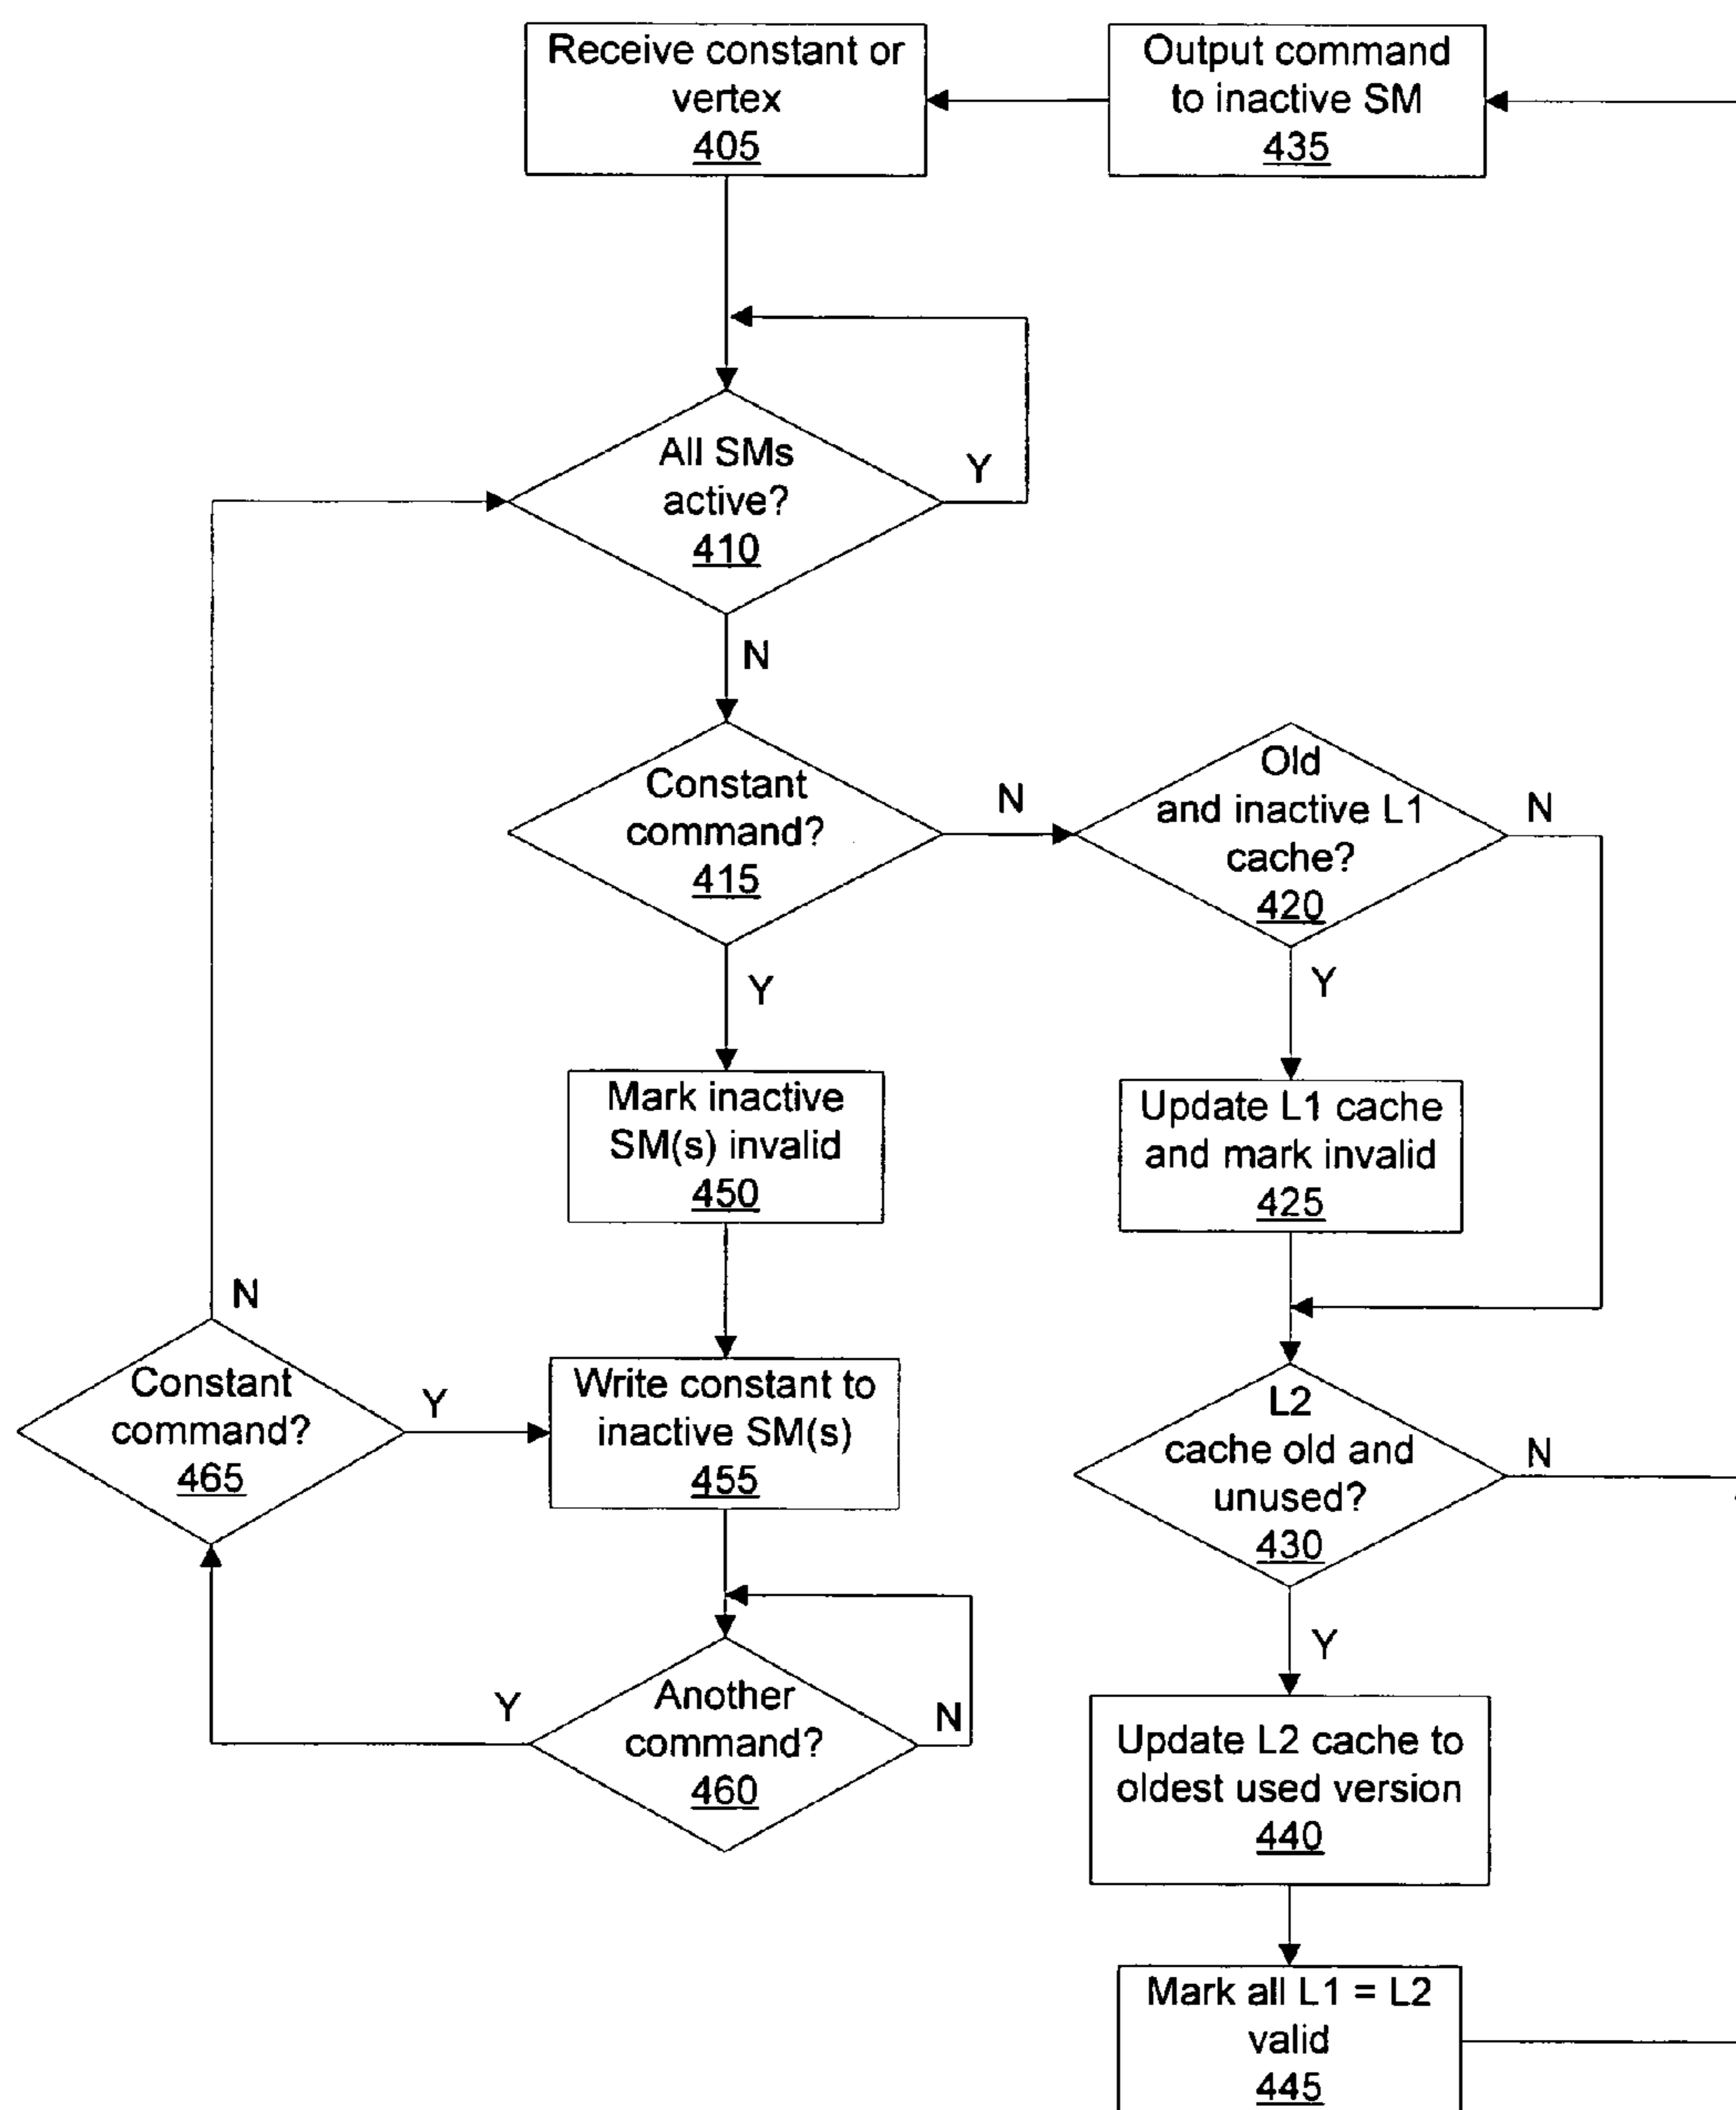 Receive constant or
vertex
405
Output command
to inactive SM
435
All SMs
active?
410
Y
N
Constant
command?
415
N
Y
Old
and inactive L1
cache?
420
N
Y
Mark inactive
SM(s) invalid
450
Update L1 cache
and mark invalid
425
N
Constant
command?
465
Y
Write constant to
inactive SM(s)
455
L2
cache old and
unused?
430
N
Y
Another
command?
460
Y
N
Update L2 cache to
oldest used version
440
Mark all L1 = L2
valid
445